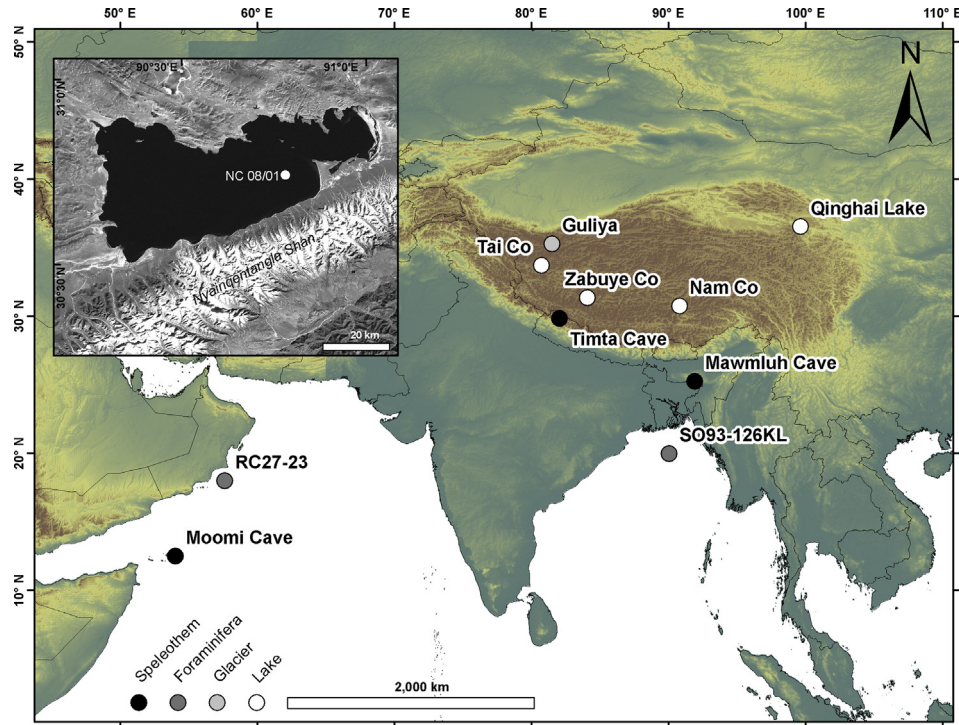 50° E
60° E
70° E
80° E
90° E
100° E
110° E
50° N
40° N
30° N
20° N
10° N
90°30'E
91°0'E
31°0'N
30°30'N
NC 08/01
Nyainqentangla Shan
20 km
N
Qinghai Lake
Guliya
Tai Co
Zabuye Co
Nam Co
Timta Cave
Mawmluh Cave
SO93-126KL
RC27-23
Moomi Cave
Speleothem
Foraminifera
Glacier
Lake
2,000 km